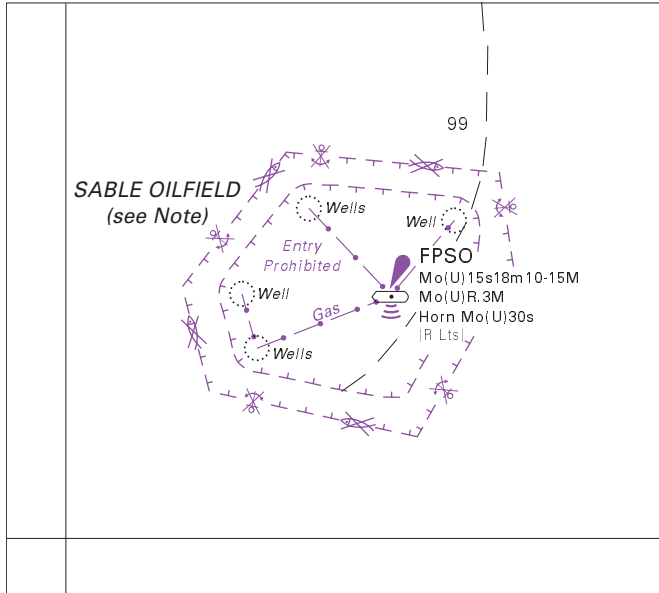 99
SABLE OILFIELD
(see Note)
Wells
Well
Entry
Prohibited
FPSO
Mo(U)15s18m10-15M
Mo(U)R.3M
Horn Mo(U)30s
|R Lts|
Well
Gas
Wells